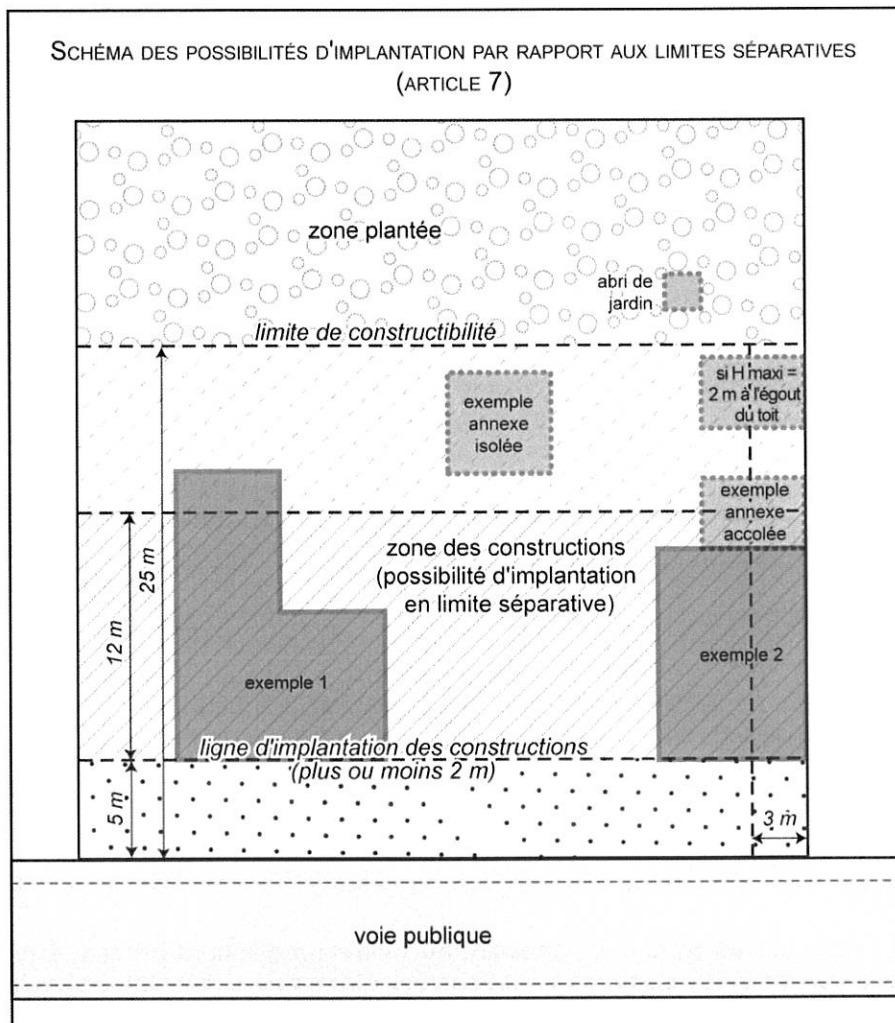 SCHÉMA DES POSSIBILITÉS D'IMPLANTATION PAR RAPPORT AUX LIMITES SÉPARATIVES
(ARTICLE 7)
zone plantée
abri de
jardin
limite de constructibilité
exemple
annexe
isolée
si H maxi =
2 m à l'égout
du toit
exemple
annexe
accolée
zone des constructions
(possibilité d'implantation
en limite séparative)
25 m
12 m
exemple 1
exemple 2
ligne d'implantation des constructions
(plus ou moins 2 m)
5 m
3 m
voie publique